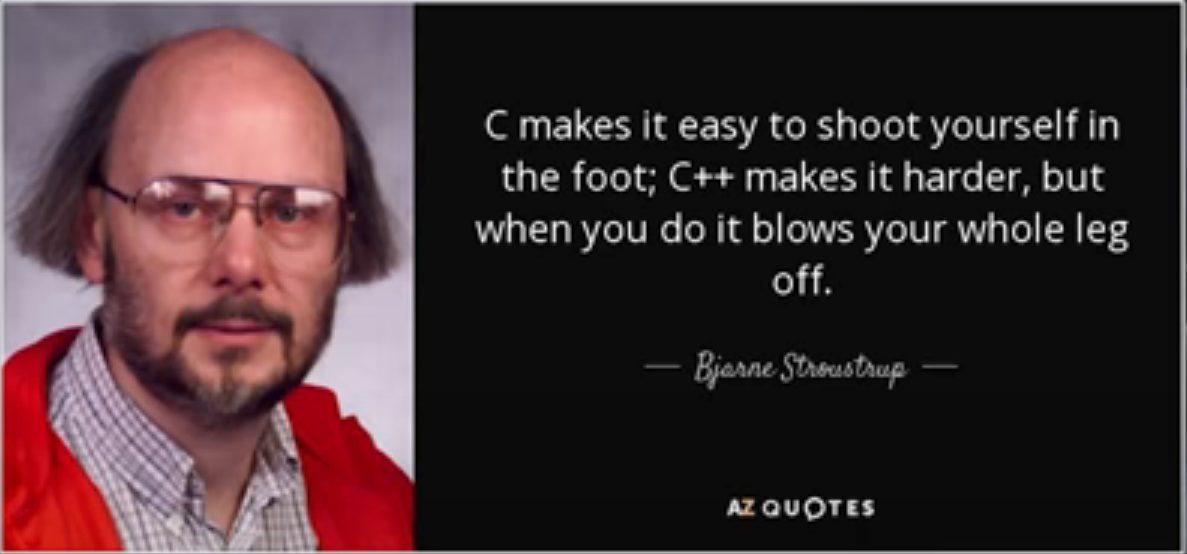 C makes it easy to shoot yourself in
the foot; C++ makes it harder, but
when you do it blows your whole leg
off.
— Bjarne Stroustrup —
AZ QUOTES